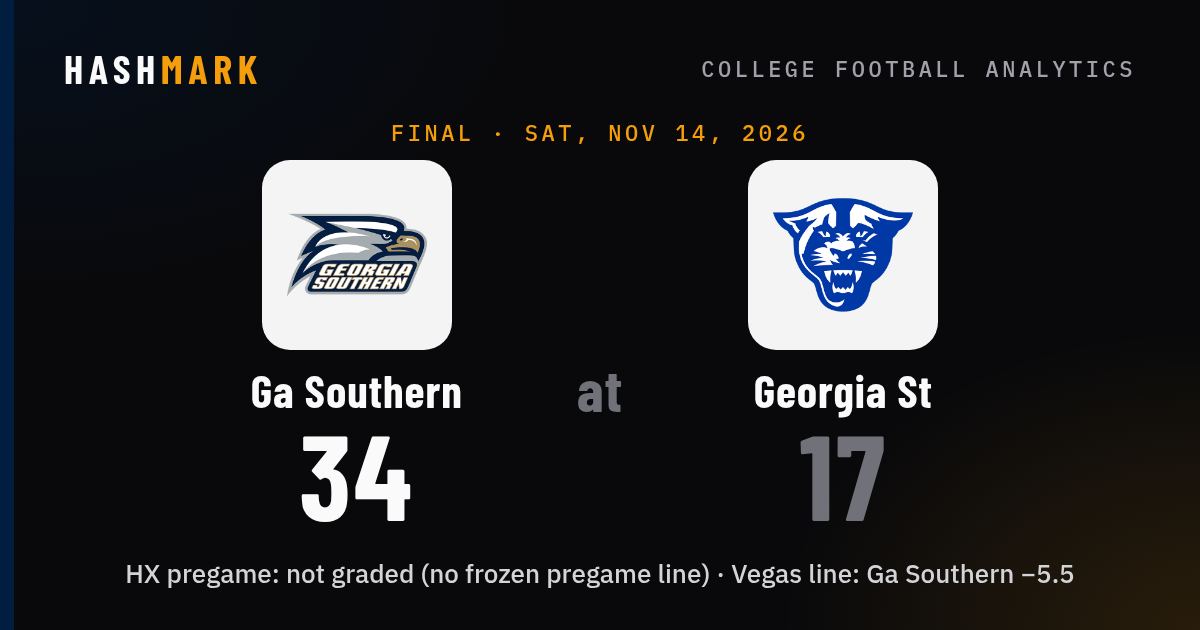 HASHMARK
COLLEGE FOOTBALL ANALYTICS
FINAL · SAT, NOV 14, 2026
GEORGIA
SOUTHERN
Ga Southern
at
Georgia St
34
17
HX pregame: not graded (no frozen pregame line) · Vegas line: Ga Southern −5.5